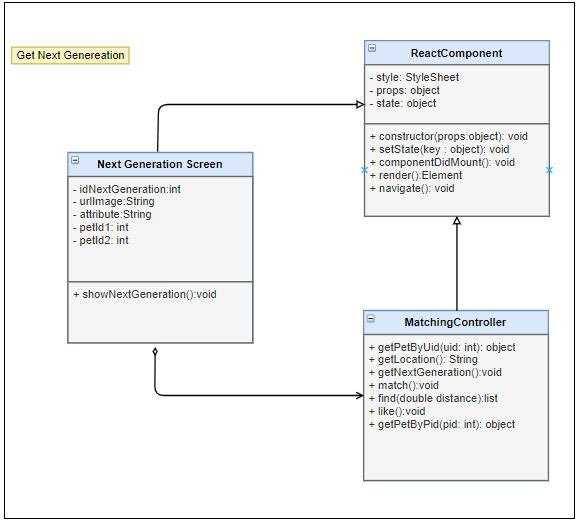 Get Next Genereation
ReactComponent
- style: StyleSheet
- props: object
- state: object
+ constructor(props:object): void
+ setState(key : object): void
+ componentDidMount(): void
+ render():Element
+ navigate(): void
Next Generation Screen
- idNextGeneration:int
- urlImage:String
- attribute:String
- petId1: int
- petId2: int
+ showNextGeneration():void
MatchingController
+ getPetByUid(uid: int): object
+ getLocation(): String
+ getNextGeneration():void
+ match():void
+ find(double distance):list
+ like():void
+ getPetByPid(pid: int): object